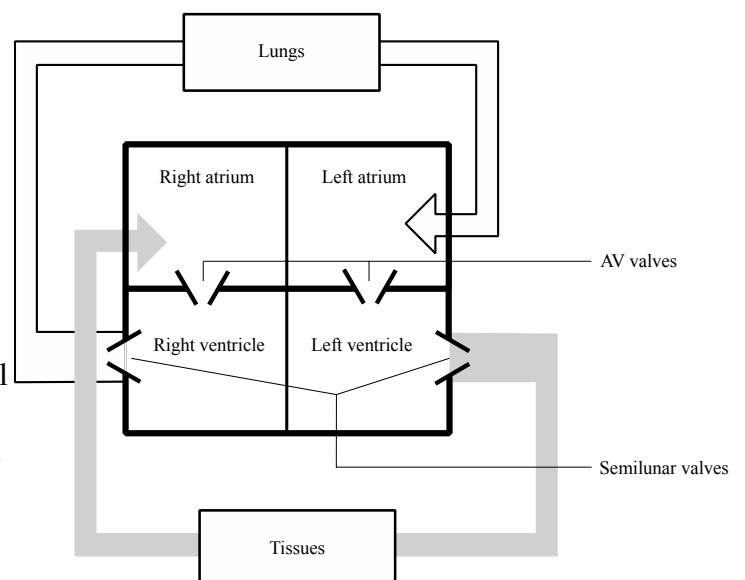 Lungs
Right atrium
Left atrium
AV valves
Right ventricle
Left ventricle
Semilunar valves
Tissues